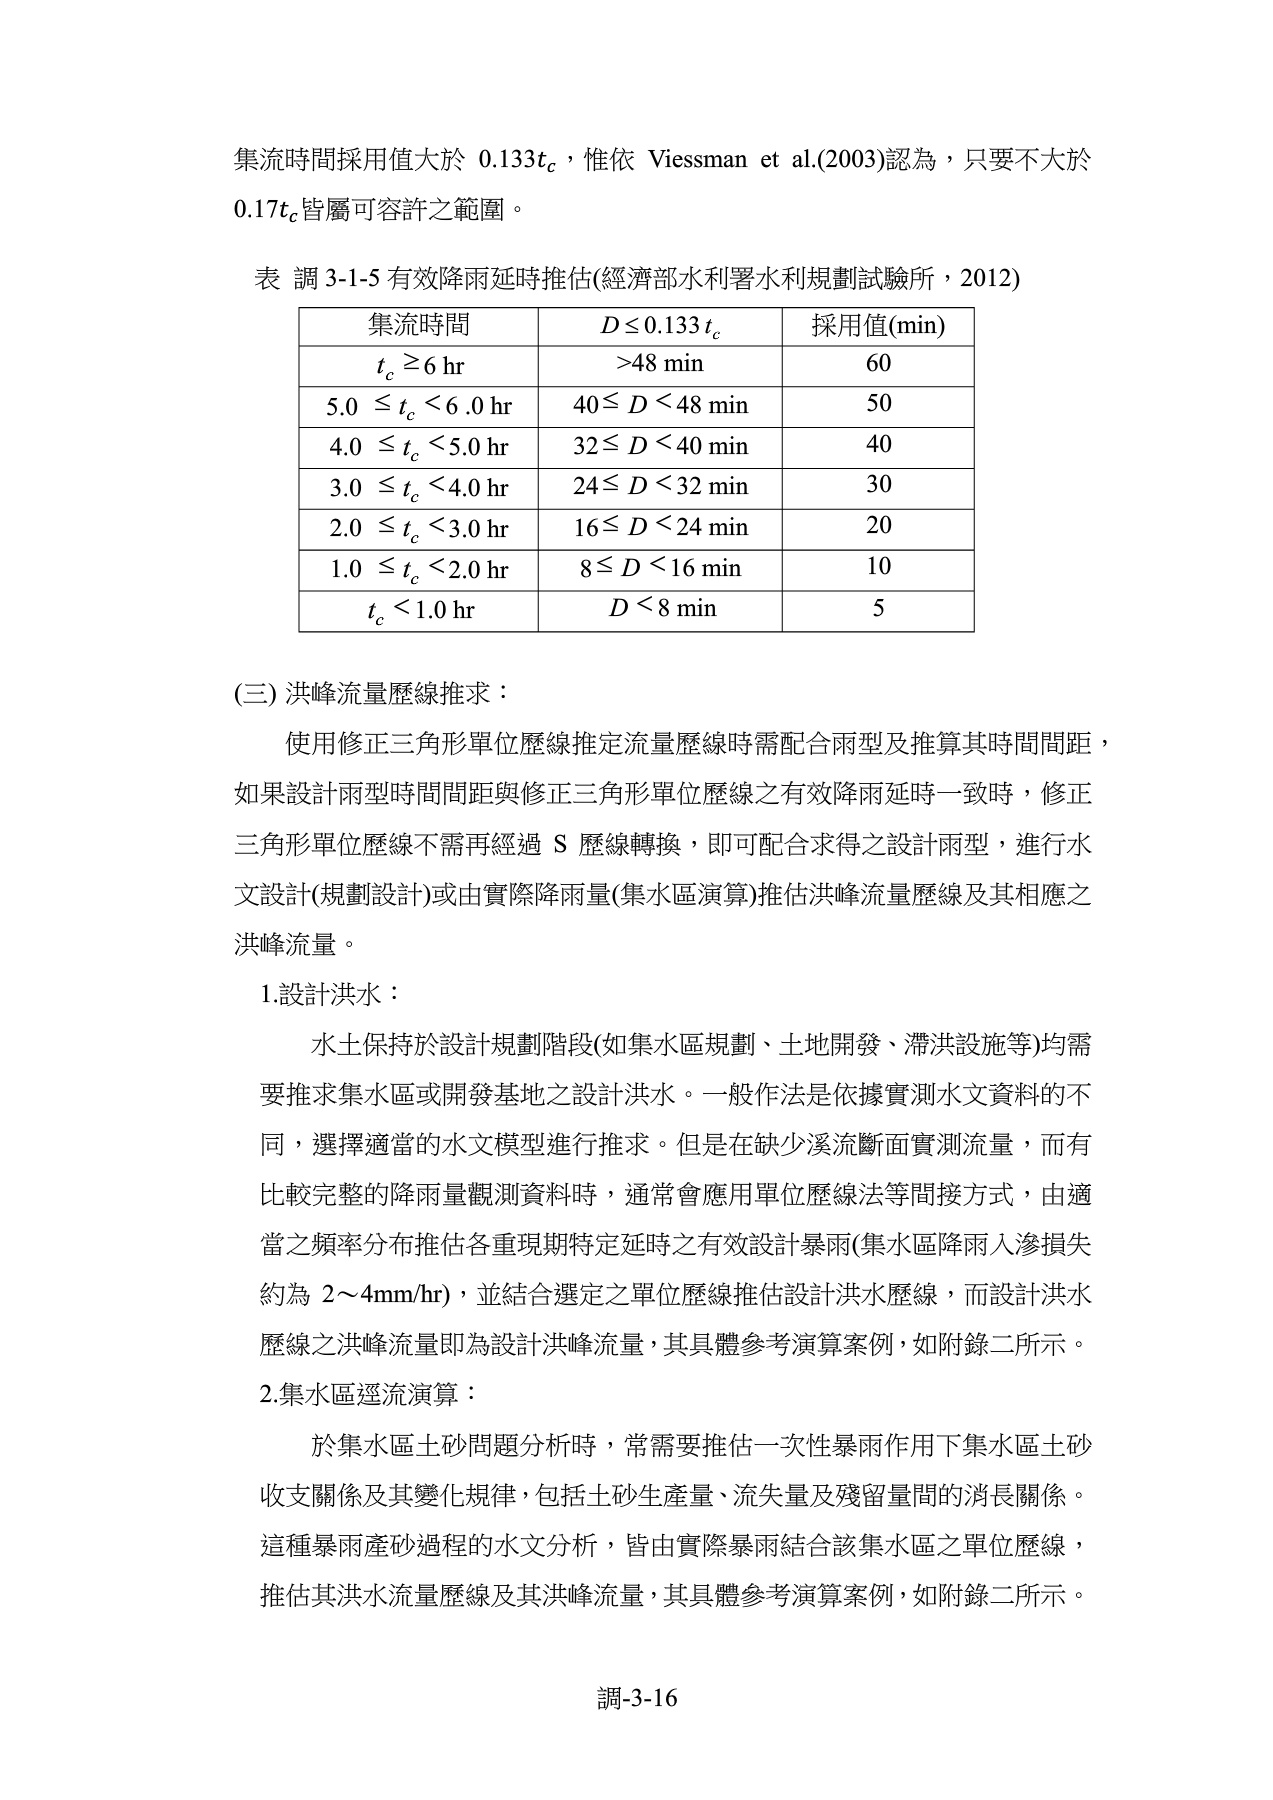 集流時間採用值大於 0.133tc，惟依 Viessman et al.(2003)認為，只要不大於
0.17tc皆屬可容許之範圍。
表 調 3-1-5 有效降雨延時推估(經濟部水利署水利規劃試驗所，2012)
集流時間 D ≤ 0.133 tc 採用值(min)
tc ≥ 6 hr >48 min 60
5.0 ≤ tc < 6 .0 hr 40 ≤ D < 48 min 50
4.0 ≤ tc < 5.0 hr 32 ≤ D < 40 min 40
3.0 ≤ tc < 4.0 hr 24 ≤ D < 32 min 30
2.0 ≤ tc < 3.0 hr 16 ≤ D < 24 min 20
1.0 ≤ tc < 2.0 hr 8 ≤ D < 16 min 10
tc < 1.0 hr D < 8 min 5
(三) 洪峰流量歷線推求：
使用修正三角形單位歷線推定流量歷線時需配合雨型及推算其時間間距，
如果設計雨型時間間距與修正三角形單位歷線之有效降雨延時一致時，修正
三角形單位歷線不需再經過 S 歷線轉換，即可配合求得之設計雨型，進行水
文設計(規劃設計)或由實際降雨量(集水區演算)推估洪峰流量歷線及其相應之
洪峰流量。
1.設計洪水：
水土保持於設計規劃階段(如集水區規劃、土地開發、滯洪設施等)均需
要推求集水區或開發基地之設計洪水。一般作法是依據實測水文資料的不
同，選擇適當的水文模型進行推求。但是在缺少溪流斷面實測流量，而有
比較完整的降雨量觀測資料時，通常會應用單位歷線法等間接方式，由適
當之頻率分布推估各重現期特定延時之有效設計暴雨(集水區降雨入滲損失
約為 2～4mm/hr)，並結合選定之單位歷線推估設計洪水歷線，而設計洪水
歷線之洪峰流量即為設計洪峰流量，其具體參考演算案例，如附錄二所示。
2.集水區逕流演算：
於集水區土砂問題分析時，常需要推估一次性暴雨作用下集水區土砂
收支關係及其變化規律，包括土砂生產量、流失量及殘留量間的消長關係。
這種暴雨產砂過程的水文分析，皆由實際暴雨結合該集水區之單位歷線，
推估其洪水流量歷線及其洪峰流量，其具體參考演算案例，如附錄二所示。
調-3-16